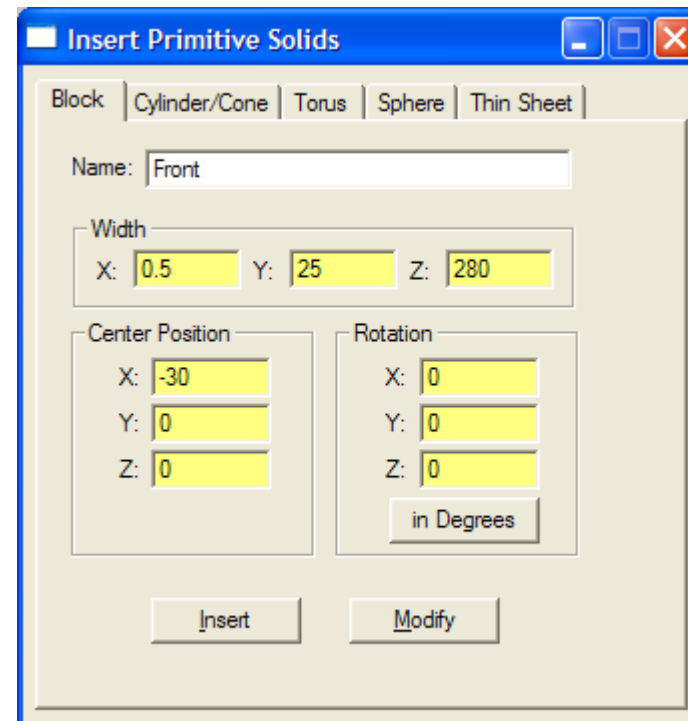 Insert Primitive Solids
Block Cylinder/Cone Torus Sphere Thin Sheet
Name: Front
Width
X: 0.5 Y: 25 Z: 280
Center Position
X: -30
Y: 0
Z: 0
Rotation
X: 0
Y: 0
Z: 0
in Degrees
Insert Modify